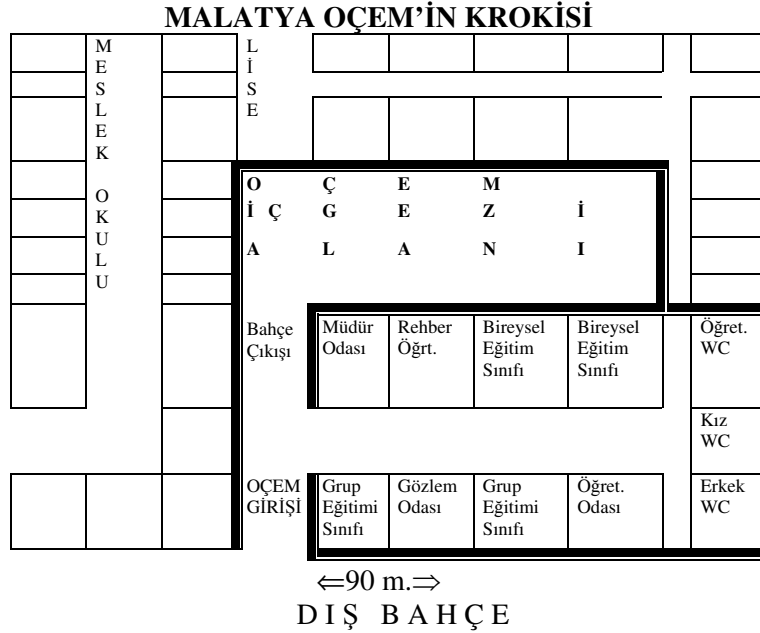 MALATYA OÇEM’İN KROKİSİ
M
E
S
L
E
K
O
K
U
L
U
L
İ
S
E
O Ç E M
İ Ç G E Z İ
A L A N I
Bahçe
Çıkışı
Müdür
Odası
Rehber
Öğrt.
Bireysel
Eğitim
Sınıfı
Bireysel
Eğitim
Sınıfı
Öğret.
WC
Kız
WC
OÇEM
GİRİŞİ
Grup
Eğitimi
Sınıfı
Gözlem
Odası
Grup
Eğitimi
Sınıfı
Öğret.
Odası
Erkek
WC
⇐90 m.⇒
D I Ş B A H Ç E